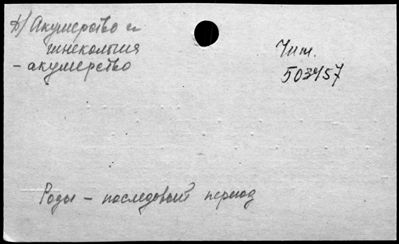 Д) Акушерство и
гинекология
- акушерство
Чит.
503457
Роды - последовый период